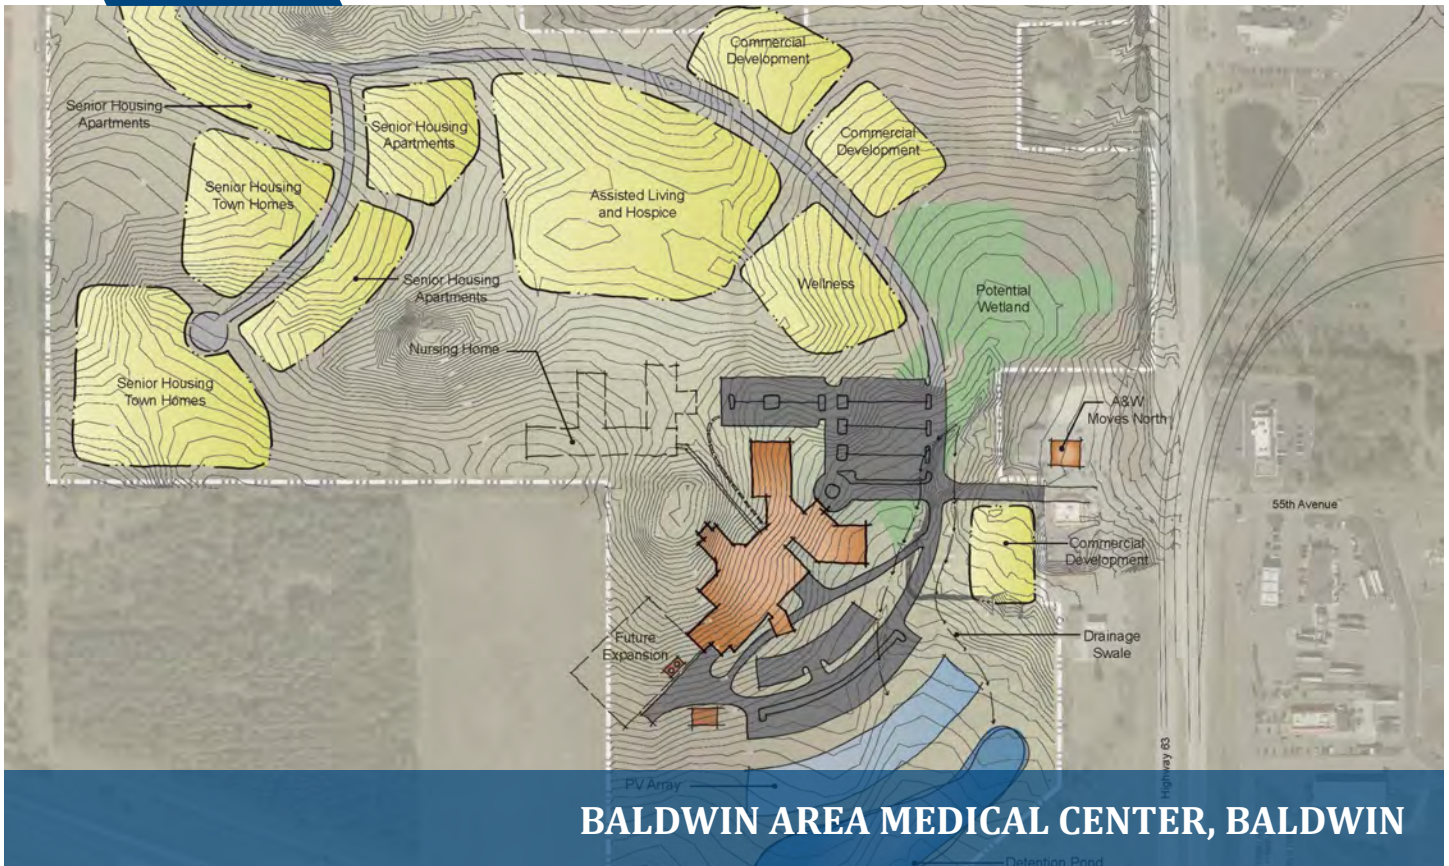 Commercial
Development
Senior Housing
Apartments
Senior Housing
Apartments
Commercial
Development
Senior Housing
Town Homes
Assisted Living
and Hospice
Senior Housing
Apartments
Wellness
Potential
Wetland
Nursing Home
Senior Housing
Town Homes
A&W
Moves North
55th Avenue
Commercial
Development
Future
Expansion
Drainage
Swale
Highway 63
PV Array
BALDWIN AREA MEDICAL CENTER, BALDWIN
Detention Pond